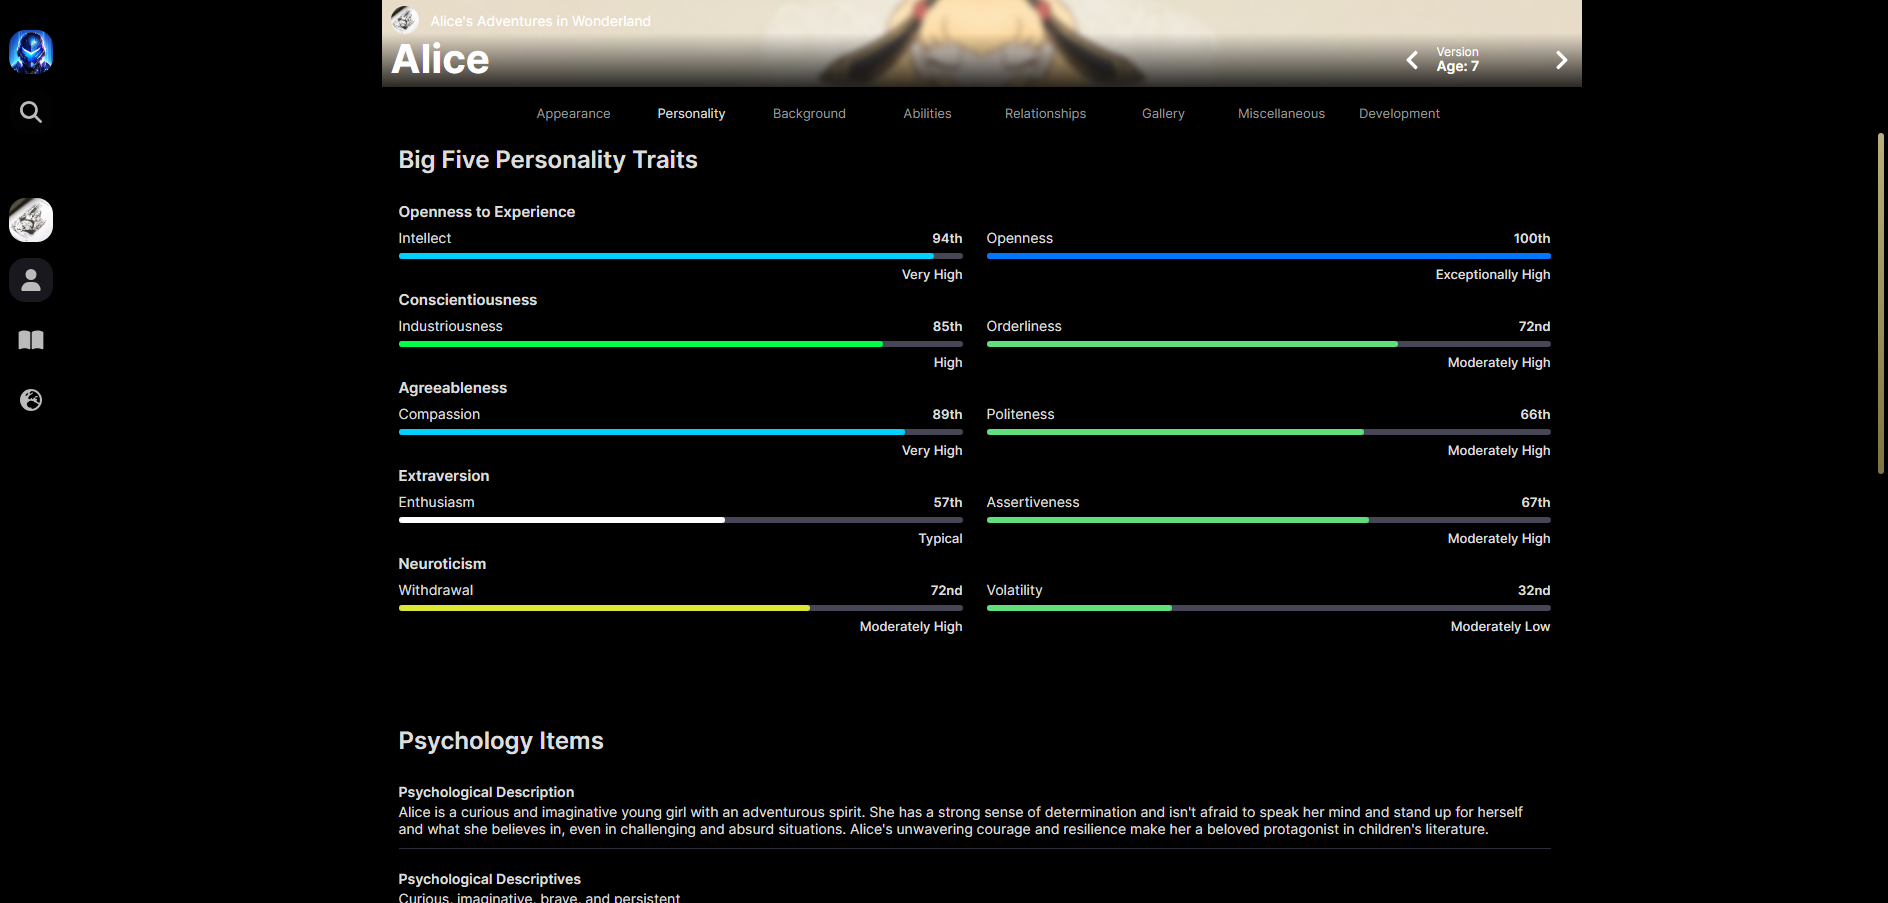 Alice's Adventures in Wonderland
Alice
Version
Age: 7
Appearance Personality Background Abilities Relationships Gallery Miscellaneous Development
Big Five Personality Traits
Openness to Experience
Intellect 94th Openness 100th
Very High Exceptionally High
Conscientiousness
Industriousness 85th Orderliness 72nd
High Moderately High
Agreeableness
Compassion 89th Politeness 66th
Very High Moderately High
Extraversion
Enthusiasm 57th Assertiveness 67th
Typical Moderately High
Neuroticism
Withdrawal 72nd Volatility 32nd
Moderately High Moderately Low
Psychology Items
Psychological Description
Alice is a curious and imaginative young girl with an adventurous spirit. She has a strong sense of determination and isn't afraid to speak her mind and stand up for herself
and what she believes in, even in challenging and absurd situations. Alice's unwavering courage and resilience make her a beloved protagonist in children's literature.
Psychological Descriptives
Curious, imaginative, brave, and persistent